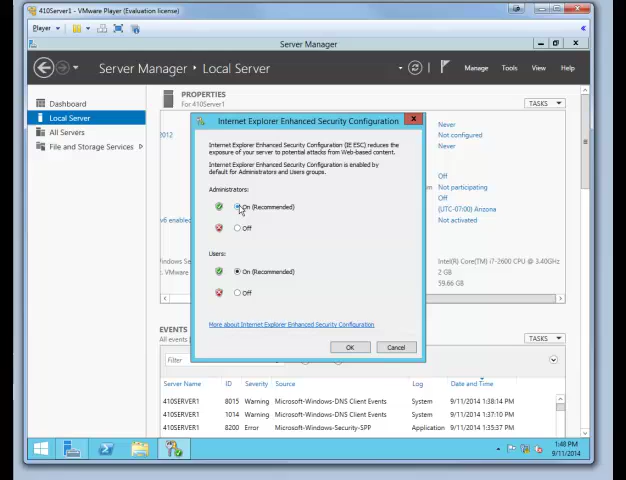 410Server1 - VMware Player (Evaluation license)
Player
Server Manager
Server Manager • Local Server
Manage Tools View Help
Dashboard
Local Server
All Servers
File and Storage Services
PROPERTIES
For 410Server1
TASKS
2012
Never
Not configured
Never
Off
Not participating
Off
(UTC-07:00) Arizona
Not activated
v6 enabled
Intel(R) Core(TM) i7-2600 CPU @ 3.40GHz
2 GB
59.66 GB
Internet Explorer Enhanced Security Configuration
Internet Explorer Enhanced Security Configuration (IE ESC) reduces the
exposure of your server to potential attacks from Web-based content.
Internet Explorer Enhanced Security Configuration is enabled by
default for Administrators and Users groups.
Administrators:
On (Recommended)
Off
Users:
On (Recommended)
Off
More about Internet Explorer Enhanced Security Configuration
OK Cancel
EVENTS
All events
TASKS
Filter
Server Name ID Severity Source Log Date and Time
410SERVER1 8015 Warning Microsoft-Windows-DNS Client Events System 9/11/2014 1:38:14 PM
410SERVER1 1014 Warning Microsoft-Windows-DNS Client Events System 9/11/2014 1:37:10 PM
410SERVER1 8200 Error Microsoft-Windows-Security-SPP Application 9/11/2014 1:35:37 PM
1:48 PM
9/11/2014